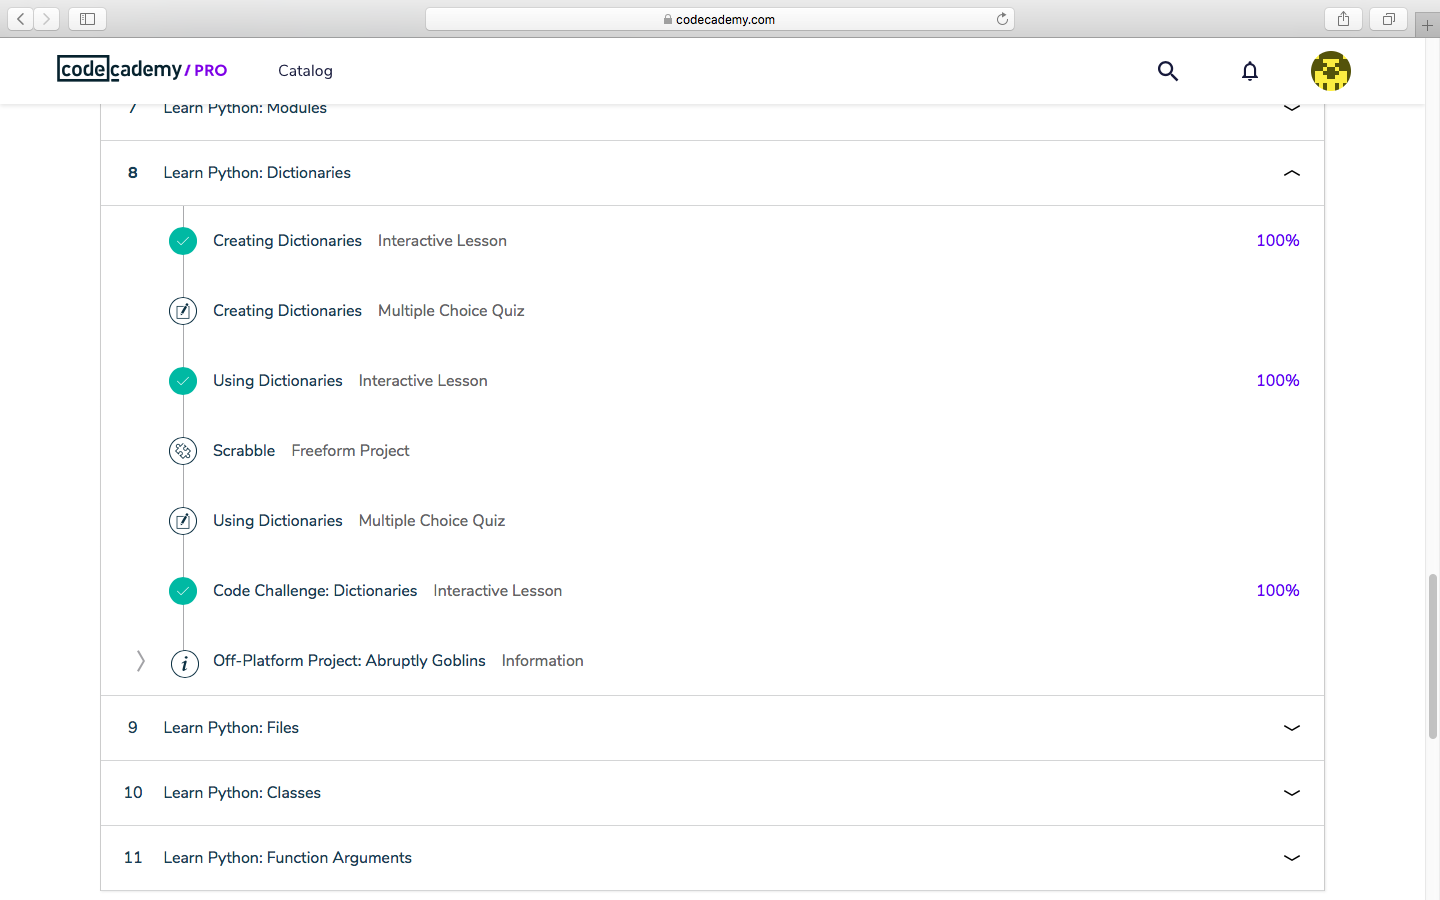 codecademy.com
codecademy/PRO
Catalog
7 Learn Python: Modules
8 Learn Python: Dictionaries
Creating Dictionaries Interactive Lesson 100%
Creating Dictionaries Multiple Choice Quiz
Using Dictionaries Interactive Lesson 100%
Scrabble Freeform Project
Using Dictionaries Multiple Choice Quiz
Code Challenge: Dictionaries Interactive Lesson 100%
i Off-Platform Project: Abruptly Goblins Information
9 Learn Python: Files
10 Learn Python: Classes
11 Learn Python: Function Arguments